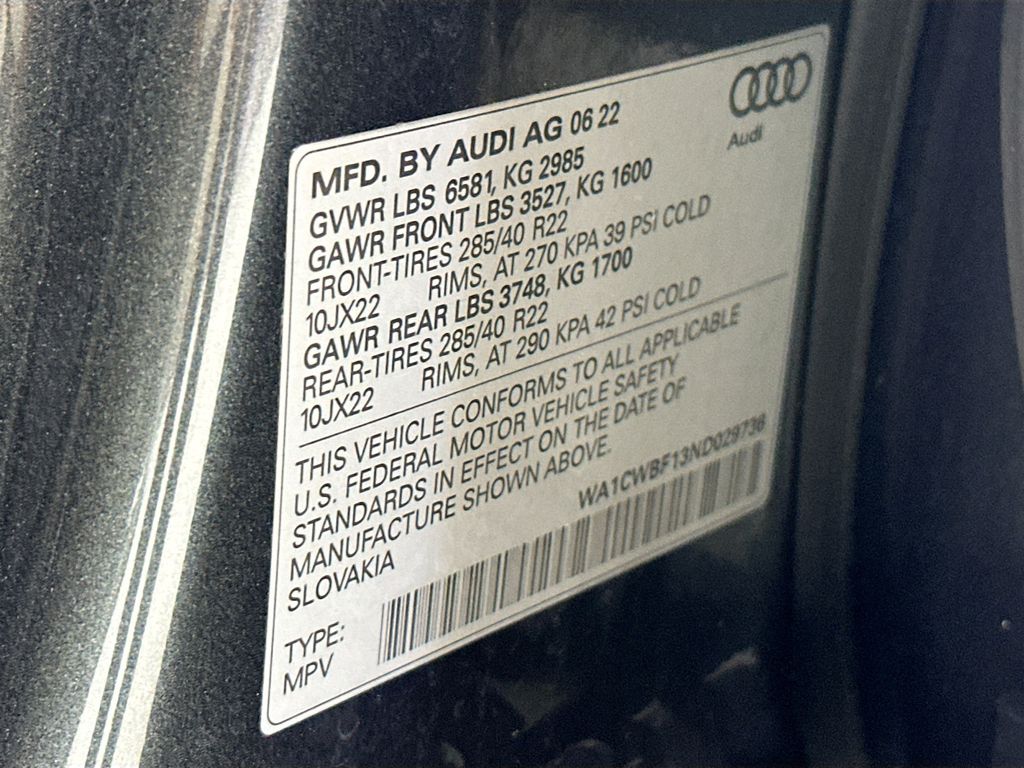 Audi
MFD. BY AUDI AG 06 22
GVWR LBS 6581, KG 2985
GAWR FRONT LBS 3527, KG 1600
FRONT-TIRES 285/40 R22
10JX22 RIMS, AT 270 KPA 39 PSI COLD
GAWR REAR LBS 3748, KG 1700
REAR-TIRES 285/40 R22
10JX22 RIMS, AT 290 KPA 42 PSI COLD
THIS VEHICLE CONFORMS TO ALL APPLICABLE
U.S. FEDERAL MOTOR VEHICLE SAFETY
STANDARDS IN EFFECT ON THE DATE OF
MANUFACTURE SHOWN ABOVE.
SLOVAKIA
WA1CWBF13ND029736
TYPE:
MPV